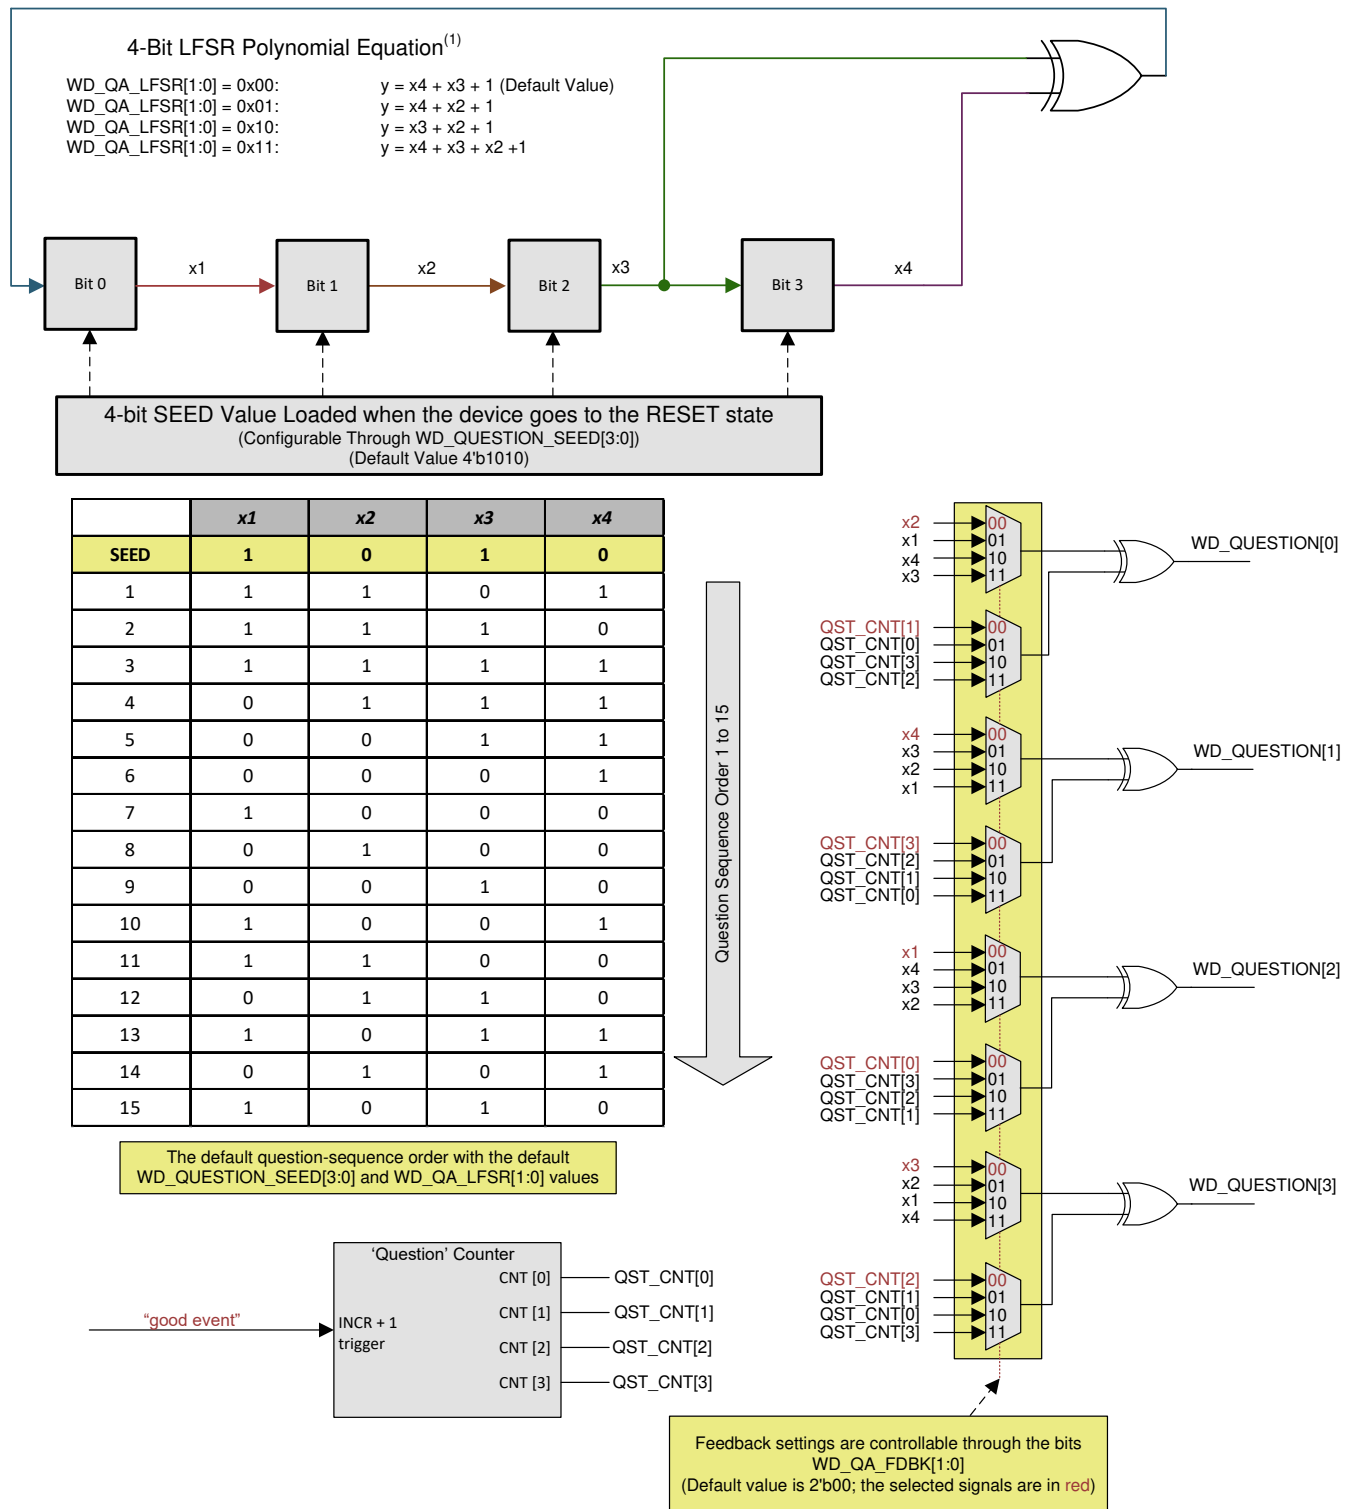 4-Bit LFSR Polynomial Equation(1)
WD_QA_LFSR[1:0] = 0x00: y = x4 + x3 + 1 (Default Value)
WD_QA_LFSR[1:0] = 0x01: y = x4 + x2 + 1
WD_QA_LFSR[1:0] = 0x10: y = x3 + x2 + 1
WD_QA_LFSR[1:0] = 0x11: y = x4 + x3 + x2 +1
Bit 0
x1
Bit 1
x2
Bit 2
x3
Bit 3
x4
4-bit SEED Value Loaded when the device goes to the RESET state
(Configurable Through WD_QUESTION_SEED[3:0])
(Default Value 4'b1010)
x1 x2 x3 x4
SEED 1 0 1 0
1 1 1 0 1
2 1 1 1 0
3 1 1 1 1
4 0 1 1 1
5 0 0 1 1
6 0 0 0 1
7 1 0 0 0
8 0 1 0 0
9 0 0 1 0
10 1 0 0 1
11 1 1 0 0
12 0 1 1 0
13 1 0 1 1
14 0 1 0 1
15 1 0 1 0
Question Sequence Order 1 to 15
The default question-sequence order with the default
WD_QUESTION_SEED[3:0] and WD_QA_LFSR[1:0] values
x2 00
x1 01
x4 10
x3 11
WD_QUESTION[0]
QST_CNT[1] 00
QST_CNT[0] 01
QST_CNT[3] 10
QST_CNT[2] 11
x4 00
x3 01
x2 10
x1 11
WD_QUESTION[1]
QST_CNT[3] 00
QST_CNT[2] 01
QST_CNT[1] 10
QST_CNT[0] 11
x1 00
x4 01
x3 10
x2 11
WD_QUESTION[2]
QST_CNT[0] 00
QST_CNT[3] 01
QST_CNT[2] 10
QST_CNT[1] 11
x3 00
x2 01
x1 10
x4 11
WD_QUESTION[3]
QST_CNT[2] 00
QST_CNT[1] 01
QST_CNT[0] 10
QST_CNT[3] 11
‘Question’ Counter
“good event”
INCR + 1
trigger
CNT [0] QST_CNT[0]
CNT [1] QST_CNT[1]
CNT [2] QST_CNT[2]
CNT [3] QST_CNT[3]
Feedback settings are controllable through the bits
WD_QA_FDBK[1:0]
(Default value is 2'b00; the selected signals are in red)